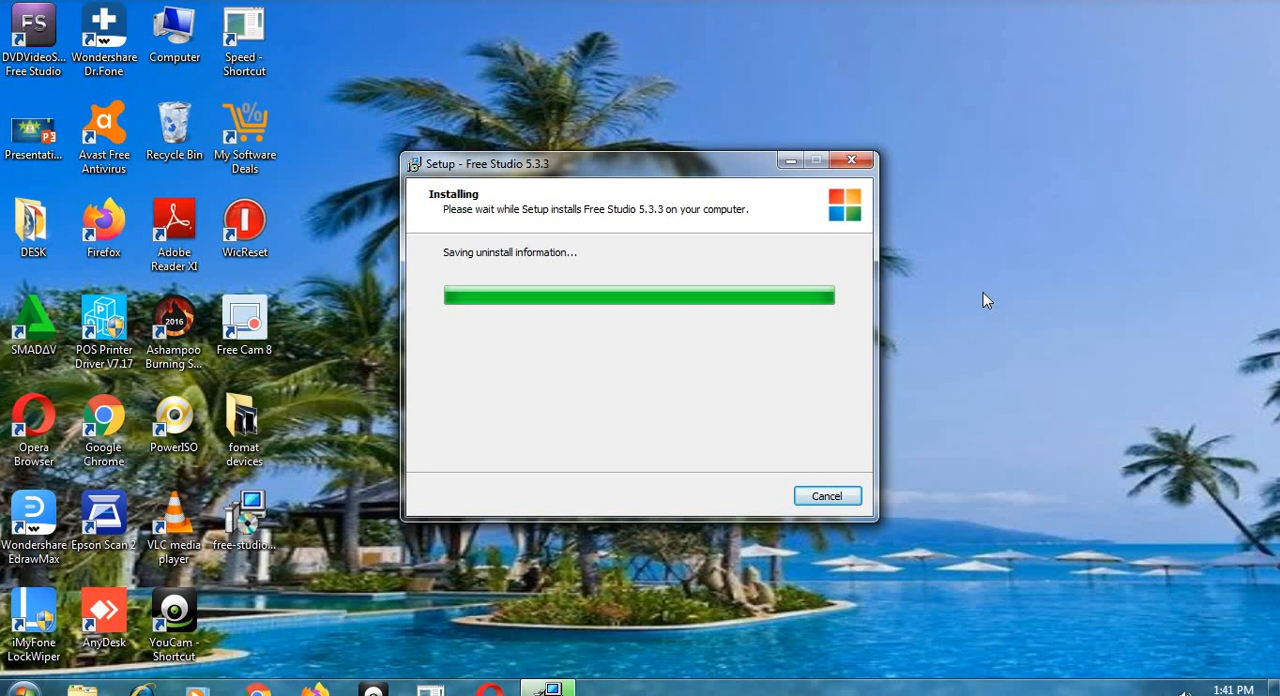 FS
DVDVideoS...
Free Studio
Wondershare
Dr.Fone
Computer
Speed -
Shortcut
Presentati...
Avast Free
Antivirus
Recycle Bin
My Software
Deals
DESK
Firefox
Adobe
Reader XI
WicReset
SMADΔV
POS Printer
Driver V7.17
2016
Ashampoo
Burning S...
Free Cam 8
Opera
Browser
Google
Chrome
PowerISO
fomat
devices
Wondershare
EdrawMax
Epson Scan 2
VLC media
player
free-studio...
iMyFone
LockWiper
AnyDesk
YouCam -
Shortcut
Setup - Free Studio 5.3.3
Installing
Please wait while Setup installs Free Studio 5.3.3 on your computer.
Saving uninstall information...
Cancel
1:41 PM